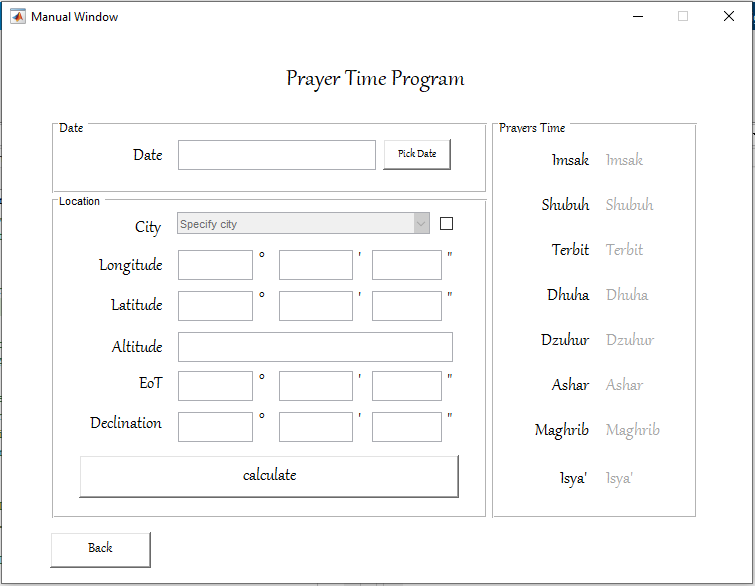 Manual Window
Prayer Time Program
Date
Date
Pick Date
Location
City Specify city
Longitude ° ' "
Latitude ° ' "
Altitude
EoT ° ' "
Declination ° ' "
calculate
Prayers Time
Imsak Imsak
Shubuh Shubuh
Terbit Terbit
Dhuha Dhuha
Dzuhur Dzuhur
Ashar Ashar
Maghrib Maghrib
Isya' Isya'
Back